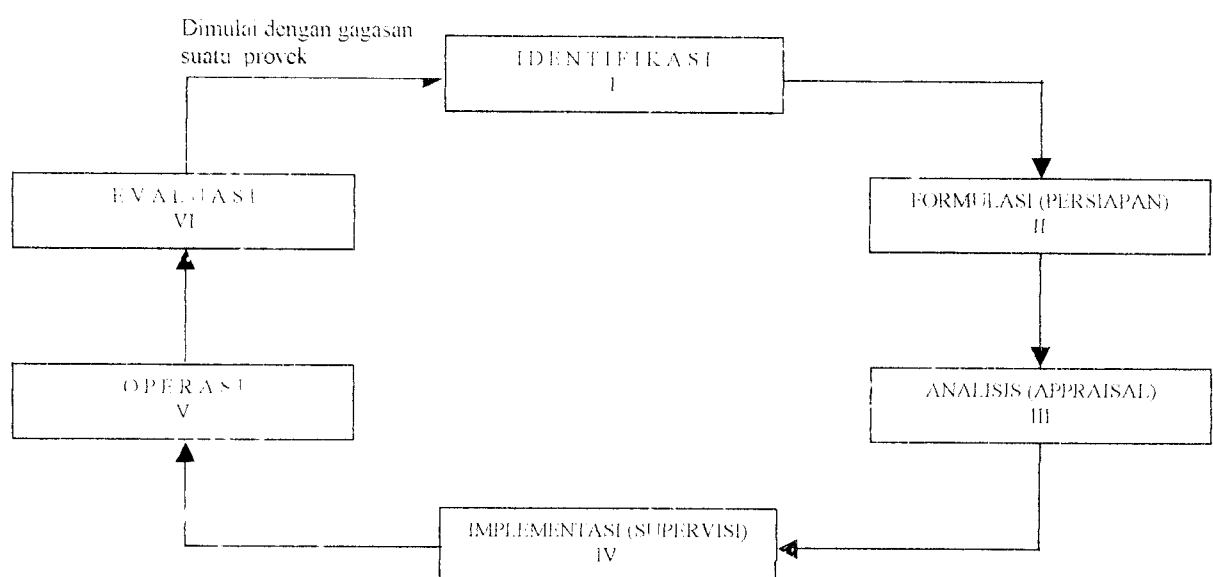 Dimulai dengan gagasan
suatu proyek
IDENTIFIKASI
I
EVALUASI
VI
FORMULASI (PERSIAPAN)
II
OPERASI
V
ANALISIS (APPRAISAL)
III
IMPLEMENTASI (SUPERVISI)
IV